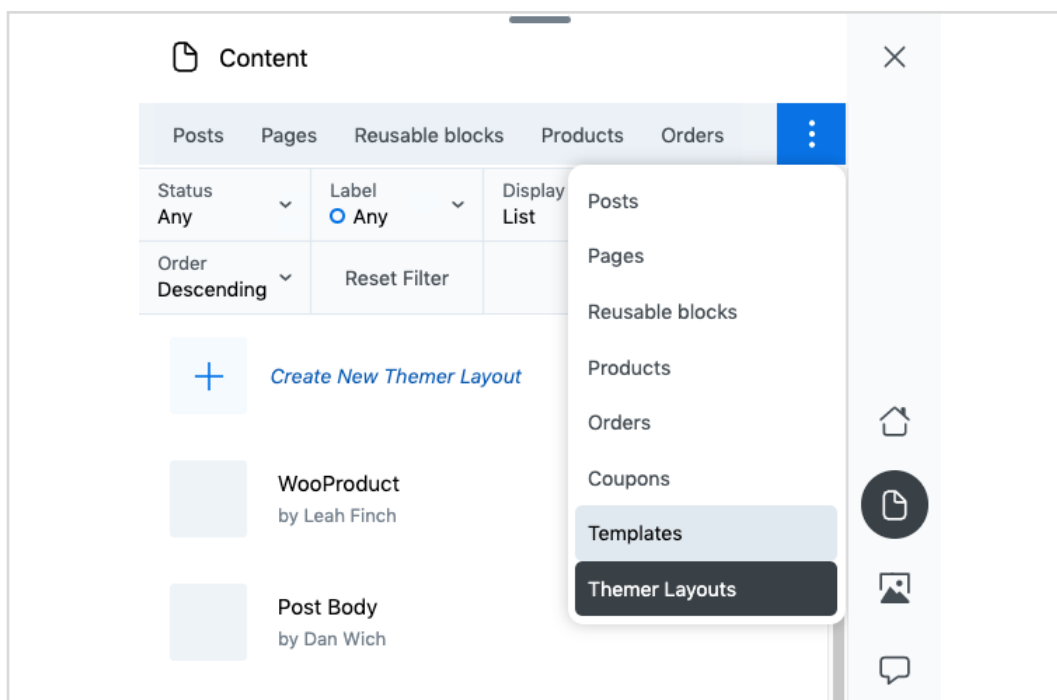 Content
Posts Pages Reusable blocks Products Orders
Status
Any
Label
Any
Display
List
Order
Descending
Reset Filter
Create New Themer Layout
WooProduct
by Leah Finch
Post Body
by Dan Wich
Posts
Pages
Reusable blocks
Products
Orders
Coupons
Templates
Themer Layouts